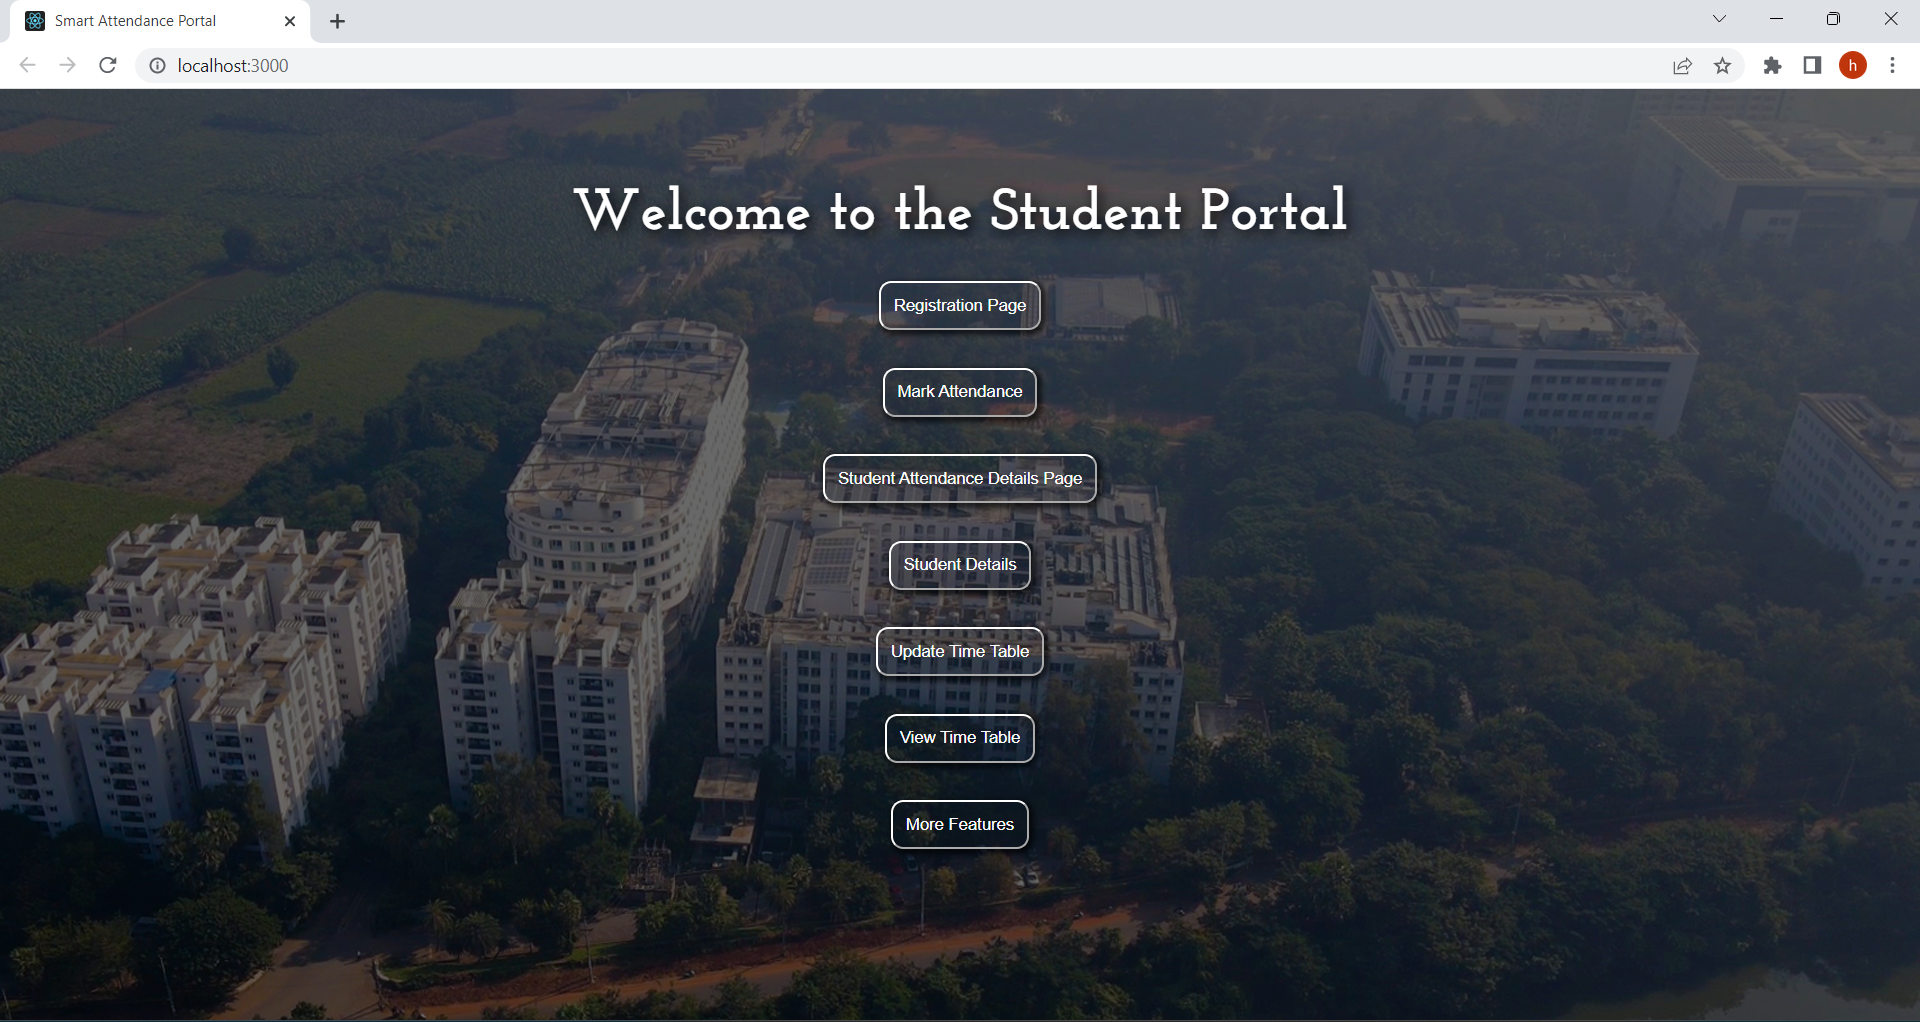 Smart Attendance Portal
localhost:3000
h
Welcome to the Student Portal
Registration Page
Mark Attendance
Student Attendance Details Page
Student Details
Update Time Table
View Time Table
More Features